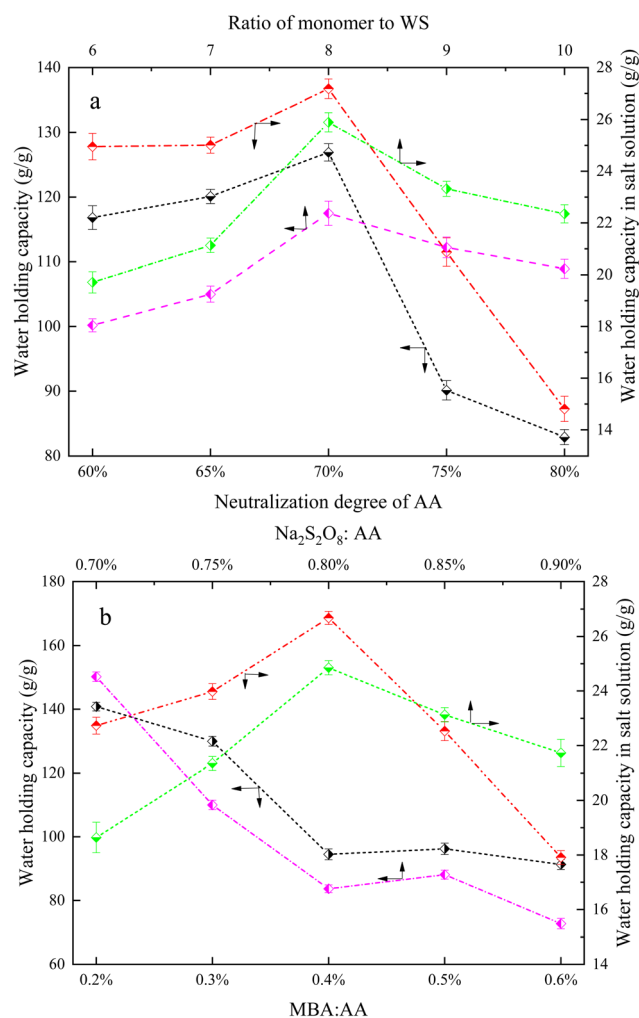 Ratio of monomer to WS
6 7 8 9 10
a
140
130
120
110
100
90
80
Water holding capacity (g/g)
28
26
24
22
20
18
16
14
Water holding capacity in salt solution (g/g)
60% 65% 70% 75% 80%
Neutralization degree of AA
Na₂S₂O₈: AA
0.70% 0.75% 0.80% 0.85% 0.90%
b
180
160
140
120
100
80
60
Water holding capacity (g/g)
28
26
24
22
20
18
16
14
Water holding capacity in salt solution (g/g)
0.2% 0.3% 0.4% 0.5% 0.6%
MBA:AA